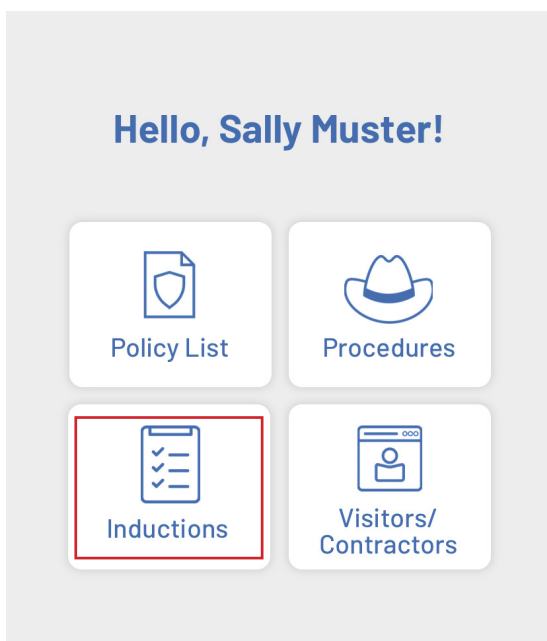 Hello, Sally Muster!
Policy List
Procedures
Inductions
Visitors/
Contractors